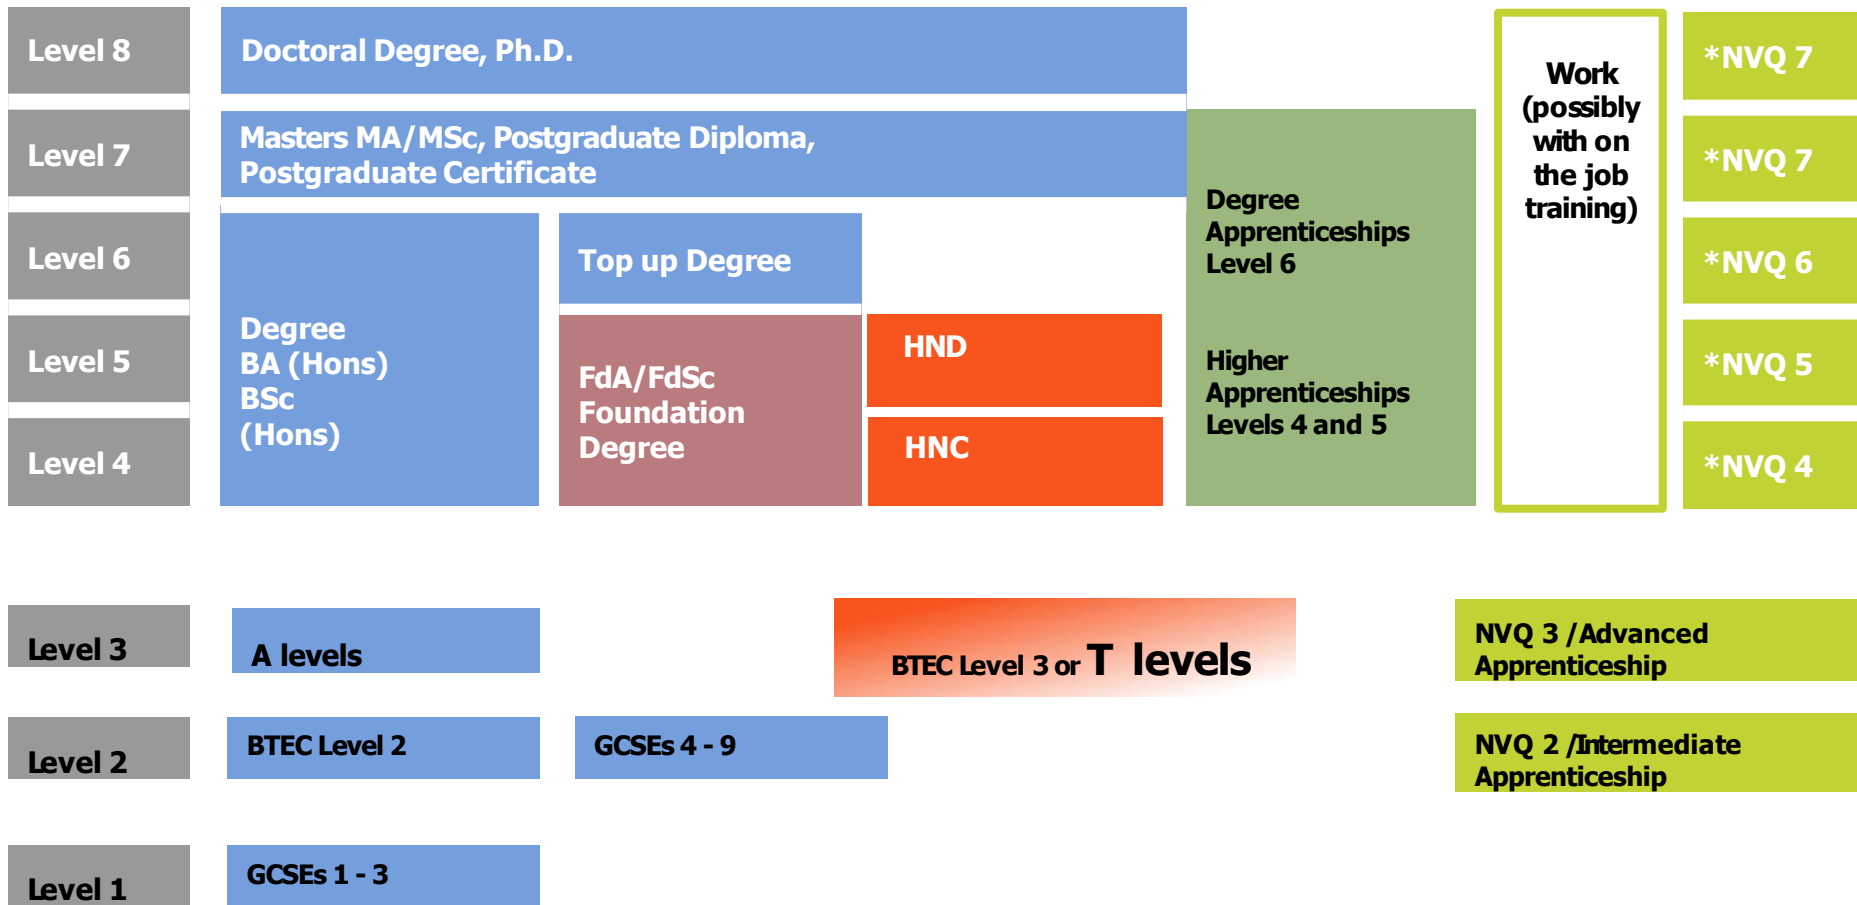 Level 8
Doctoral Degree, Ph.D.
Work
(possibly
with on
the job
training)
*NVQ 7
Level 7
Masters MA/MSc, Postgraduate Diploma,
Postgraduate Certificate
*NVQ 7
Degree
Apprenticeships
Level 6
Level 6
Top up Degree
*NVQ 6
Level 5
Degree
BA (Hons)
BSc
(Hons)
FdA/FdSc
Foundation
Degree
HND
Higher
Apprenticeships
Levels 4 and 5
*NVQ 5
Level 4
HNC
*NVQ 4
Level 3
A levels
BTEC Level 3 or T levels
NVQ 3 /Advanced
Apprenticeship
Level 2
BTEC Level 2
GCSEs 4 - 9
NVQ 2 /Intermediate
Apprenticeship
Level 1
GCSEs 1 - 3